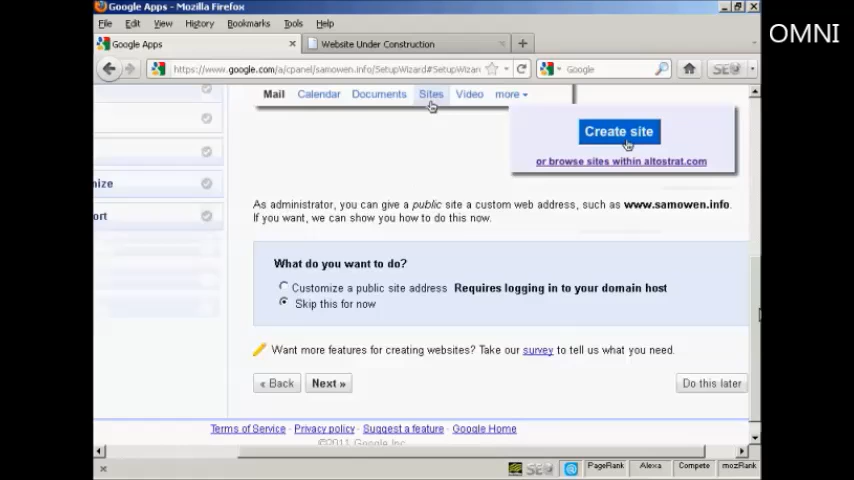 Google Apps - Mozilla Firefox
OMNI
File Edit View History Bookmarks Tools Help
Google Apps Website Under Construction
https://www.google.com/a/cpanel/samowen.info/SetupWizard#SetupWizar Google SEO
Mail Calendar Documents Sites Video more
Create site
or browse sites within altostrat.com
nize
ort
As administrator, you can give a public site a custom web address, such as www.samowen.info.
If you want, we can show you how to do this now.
What do you want to do?
Customize a public site address Requires logging in to your domain host
Skip this for now
Want more features for creating websites? Take our survey to tell us what you need.
« Back Next » Do this later
Terms of Service - Privacy policy - Suggest a feature - Google Home
©2011 Google Inc.
SEO PageRank Alexa Compete mozRank